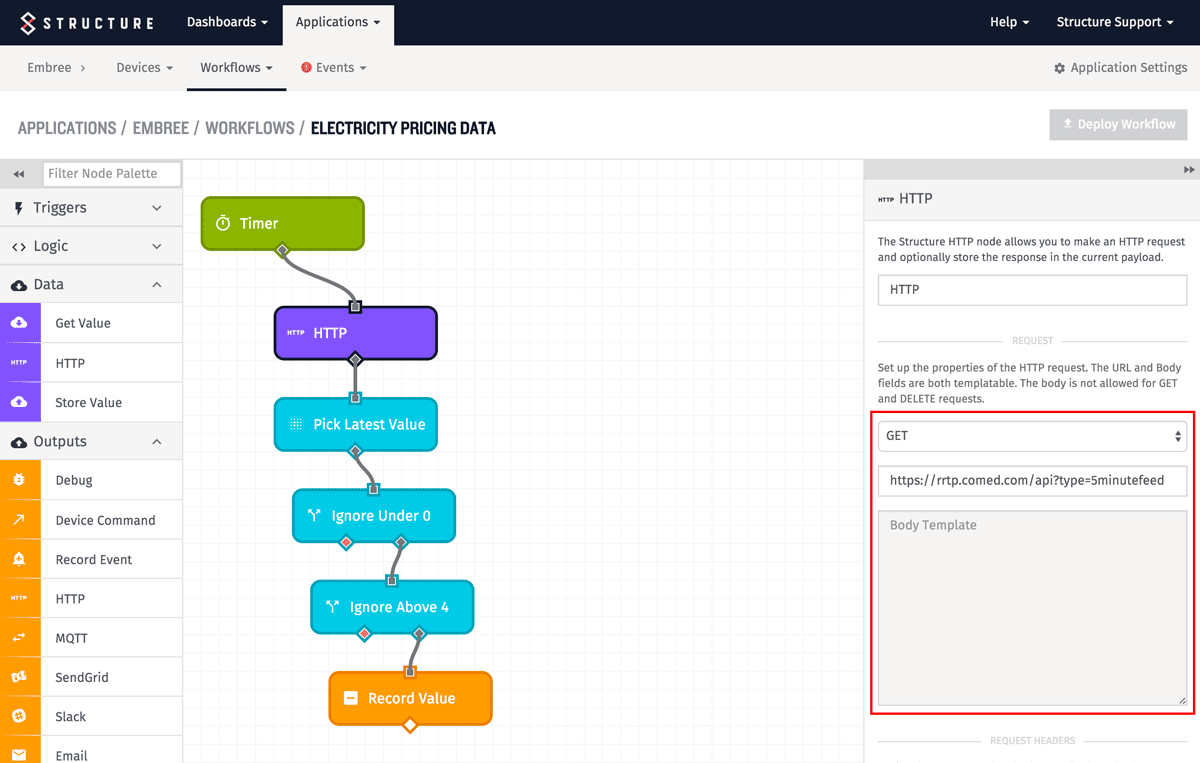 STRUCTURE
Dashboards
Applications
Help
Structure Support
Embree
Devices
Workflows
Events
Application Settings
APPLICATIONS / EMBREE / WORKFLOWS / ELECTRICITY PRICING DATA
Deploy Workflow
Filter Node Palette
Triggers
Logic
Data
Get Value
HTTP HTTP
Store Value
Outputs
Debug
Device Command
Record Event
HTTP HTTP
MQTT
SendGrid
Slack
Email
Timer
HTTP HTTP
Pick Latest Value
Ignore Under 0
Ignore Above 4
Record Value
HTTP HTTP
The Structure HTTP node allows you to make an HTTP request
and optionally store the response in the current payload.
HTTP
REQUEST
Set up the properties of the HTTP request. The URL and Body
fields are both templatable. The body is not allowed for GET
and DELETE requests.
GET
https://rrtp.comed.com/api?type=5minutefeed
Body Template
REQUEST HEADERS